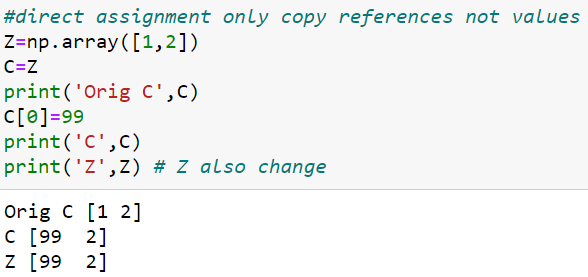 #direct assignment only copy references not values
Z=np.array([1,2])
C=Z
print('Orig C',C)
C[0]=99
print('C',C)
print('Z',Z) # Z also change
Orig C [1 2]
C [99  2]
Z [99  2]